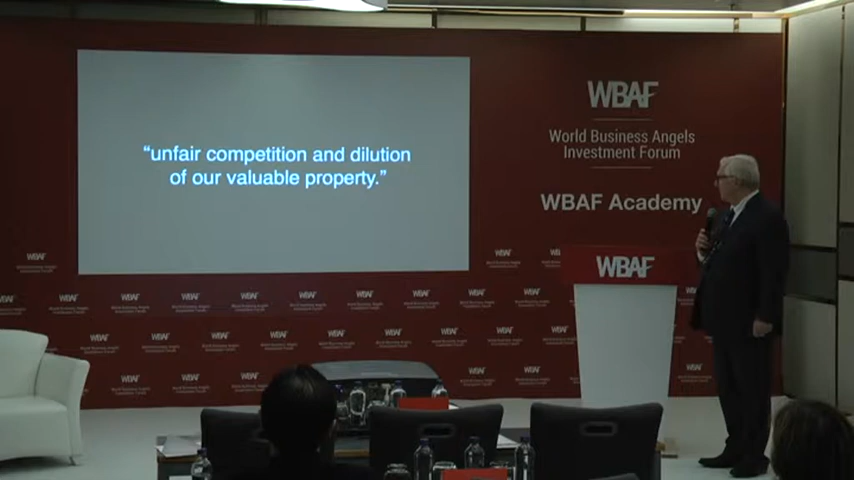 “unfair competition and dilution
of our valuable property.”
WBAF
World Business Angels
Investment Forum
WBAF Academy
WBAF